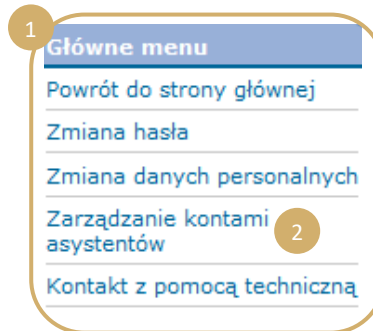 1
Główne menu
Powrót do strony głównej
Zmiana hasła
Zmiana danych personalnych
Zarządzanie kontami
asystentów
2
Kontakt z pomocą techniczną